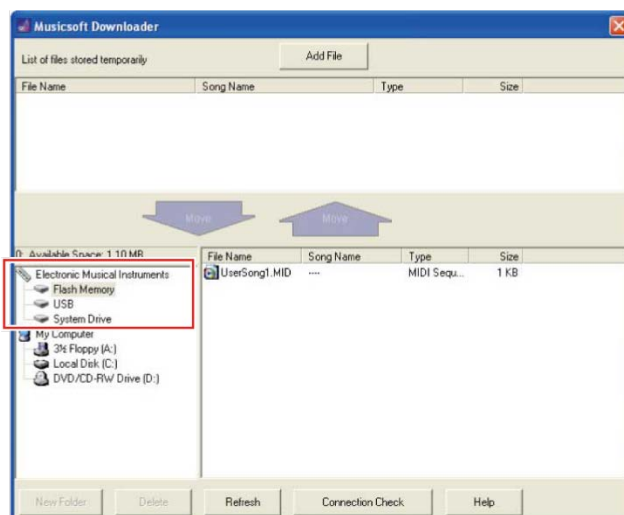 Musicsoft Downloader
List of files stored temporarily
Add File
File Name Song Name Type Size
Move Move
0: Available Space: 1.10 MB
File Name Song Name Type Size
Electronic Musical Instruments
UserSong1.MID ---- MIDI Sequ... 1 KB
Flash Memory
USB
System Drive
My Computer
3½ Floppy (A:)
Local Disk (C:)
DVD/CD-RW Drive (D:)
New Folder Delete Refresh Connection Check Help